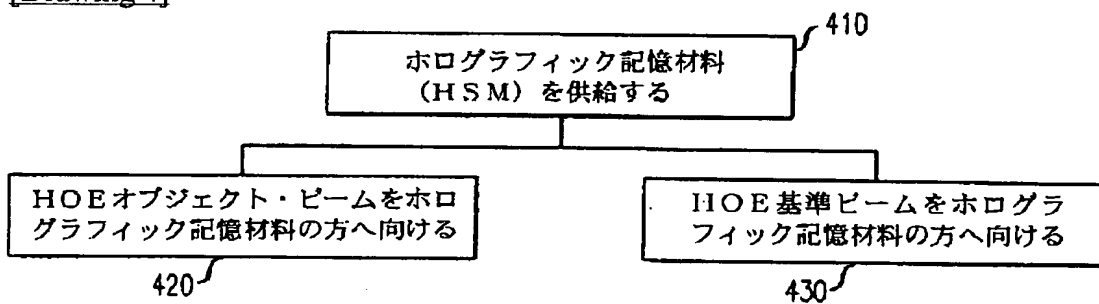 410
ホログラフィック記憶材料
（HSM）を供給する
HOEオブジェクト・ビームをホロ
グラフィック記憶材料の方へ向ける
420
HOE基準ビームをホログラ
フィック記憶材料の方へ向ける
430